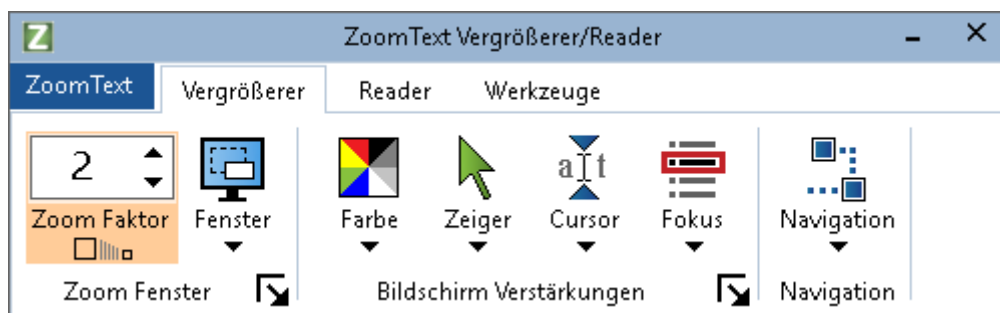 Z ZoomText Vergrößerer/Reader
ZoomText Vergrößerer Reader Werkzeuge
2 aIt
Zoom Faktor Fenster Farbe Zeiger Cursor Fokus Navigation
Zoom Fenster Bildschirm Verstärkungen Navigation